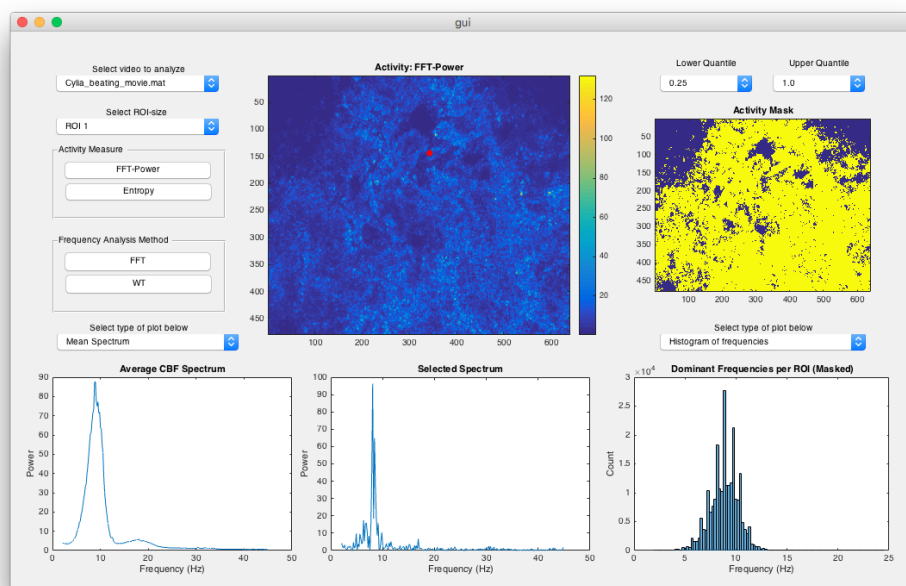 gui
Select video to analyze
Cylia_beating_movie.mat
Select ROI-size
ROI 1
Activity Measure
FFT-Power
Entropy
Frequency Analysis Method
FFT
WT
Select type of plot below
Mean Spectrum
Activity: FFT-Power
50
100
150
200
250
300
350
400
450
100 200 300 400 500 600
120
100
80
60
40
20
Lower Quantile
0.25
Upper Quantile
1.0
Activity Mask
50
100
150
200
250
300
350
400
450
100 200 300 400 500 600
Select type of plot below
Histogram of frequencies
Average CBF Spectrum
Power
90
80
70
60
50
40
30
20
10
0
0 10 20 30 40 50
Frequency (Hz)
Selected Spectrum
Power
100
90
80
70
60
50
40
30
20
10
0
0 10 20 30 40 50
Frequency (Hz)
Dominant Frequencies per ROI (Masked)
×10⁴
Count
3
2.5
2
1.5
1
0.5
0
0 5 10 15 20 25
Frequency (Hz)